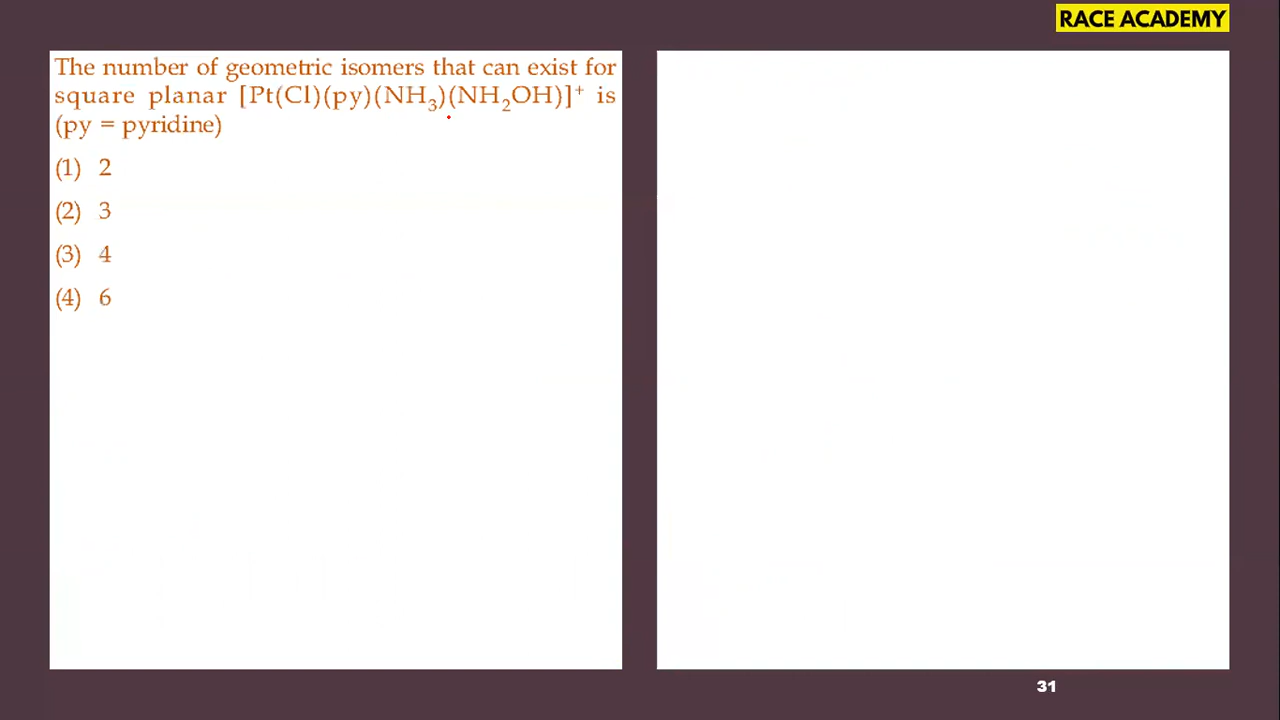 RACE ACADEMY
The number of geometric isomers that can exist for
square planar [Pt(Cl)(py)(NH₃)(NH₂OH)]⁺ is
(py = pyridine)
(1) 2
(2) 3
(3) 4
(4) 6
31